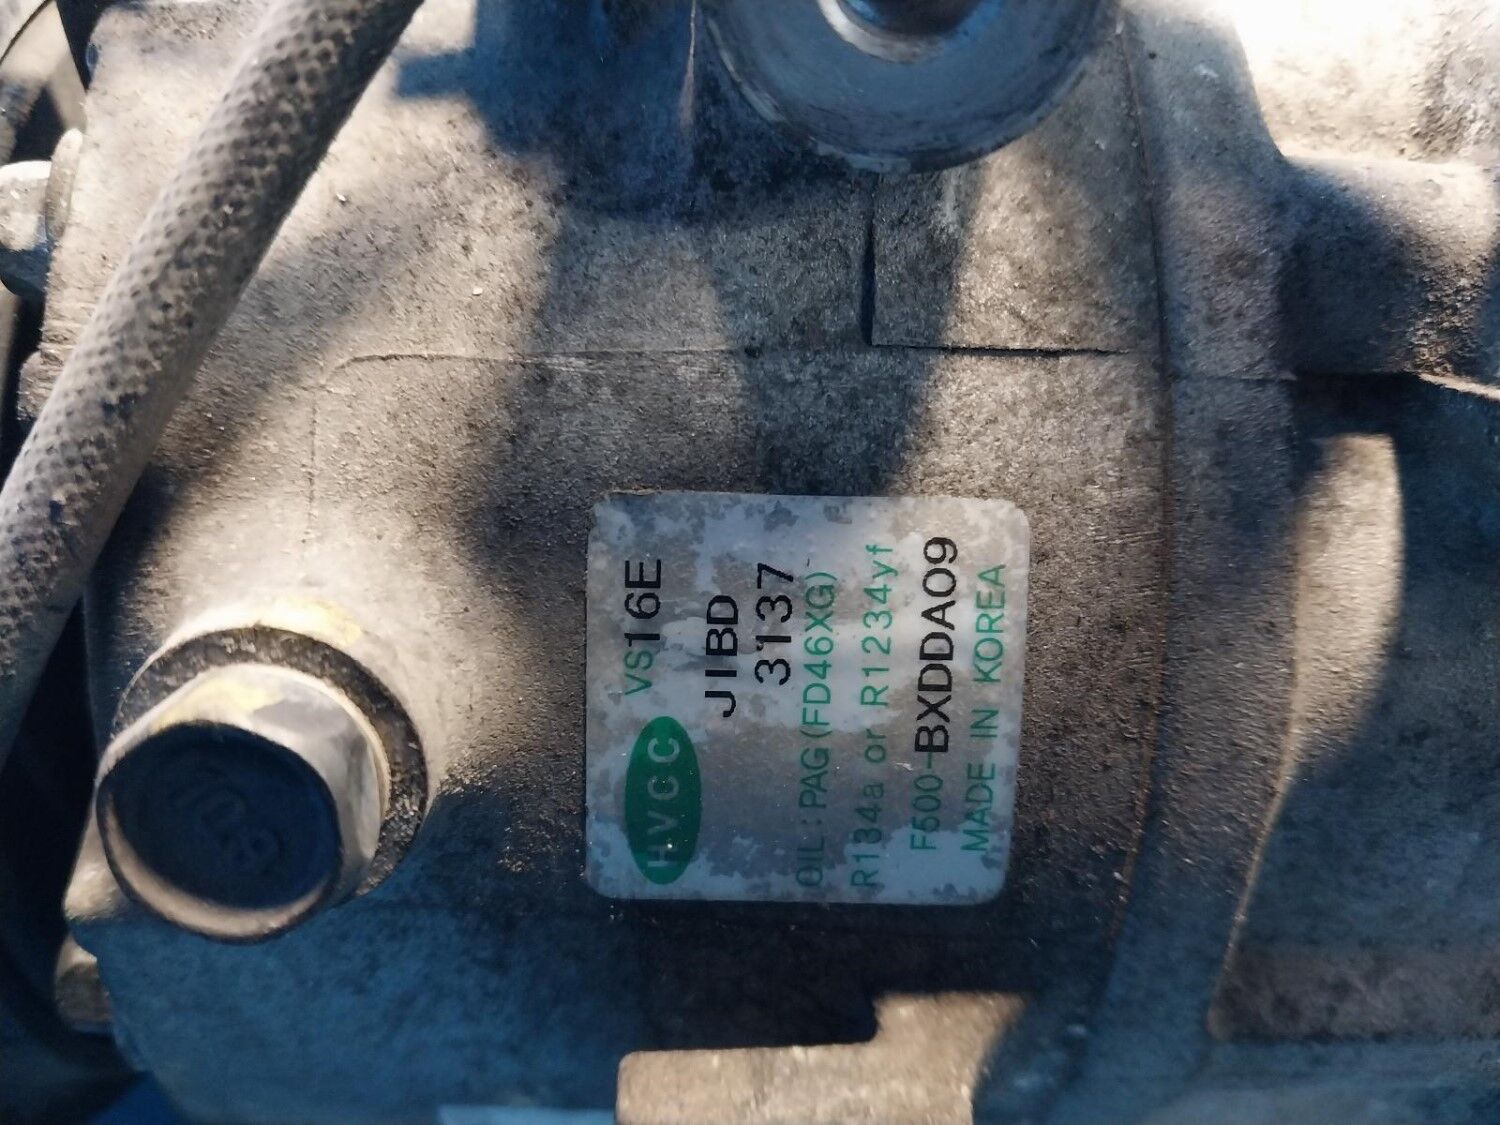 HVCC VS16E
JIBD
3137
OIL:PAG(FD46XG)
R134a or R1234yf
F500-BXDDA09
MADE IN KOREA